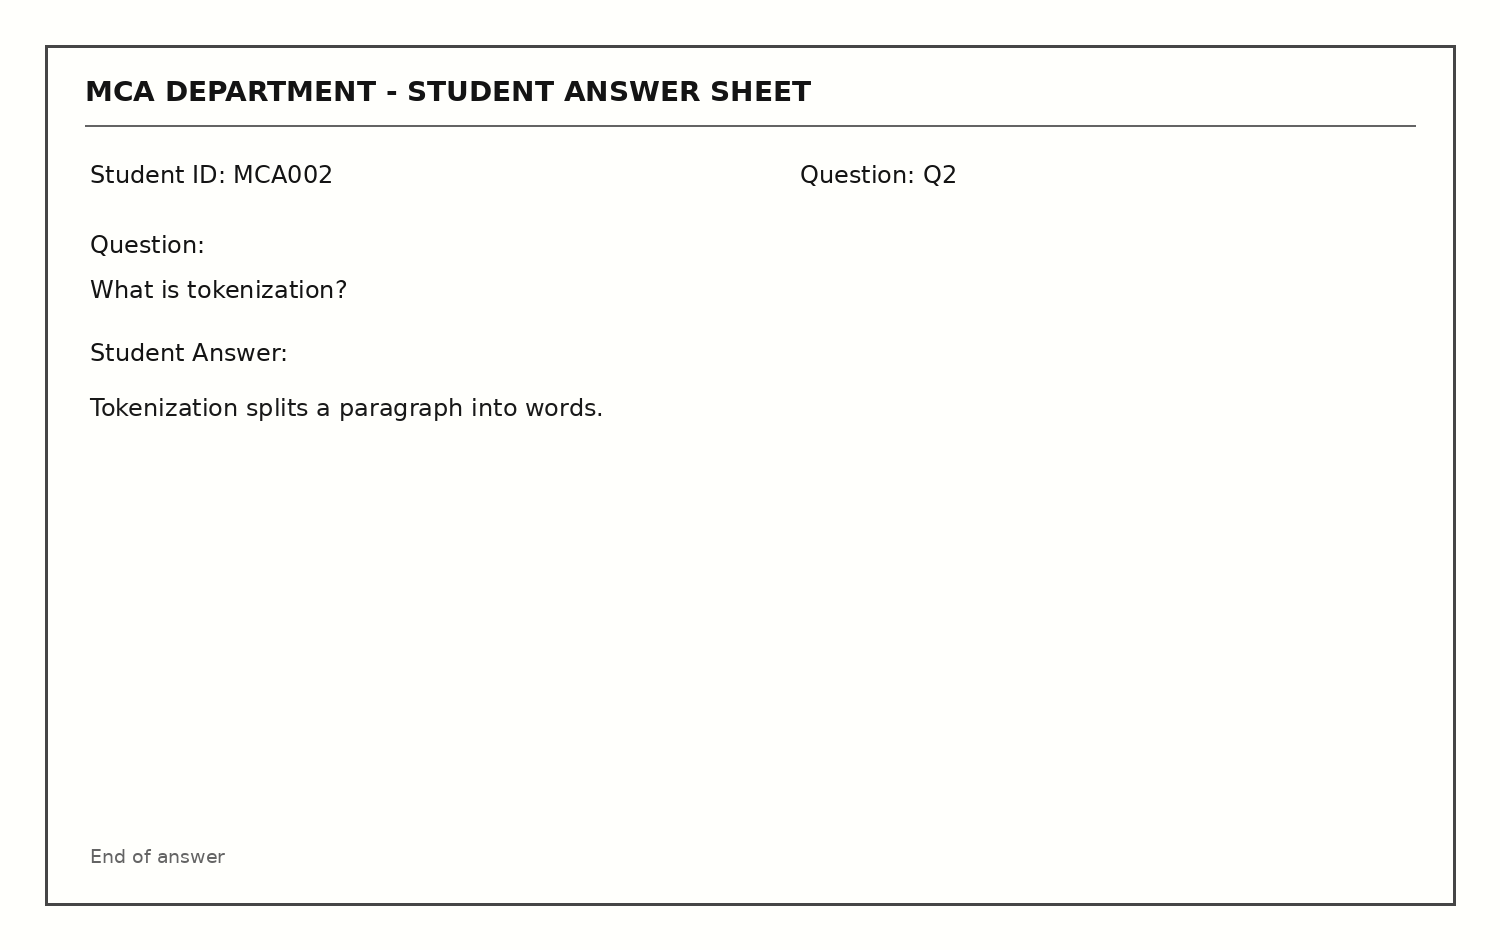 MCA DEPARTMENT - STUDENT ANSWER SHEET
Student ID: MCA002 Question: Q2
Question:
What is tokenization?
Student Answer:
Tokenization splits a paragraph into words.
End of answer